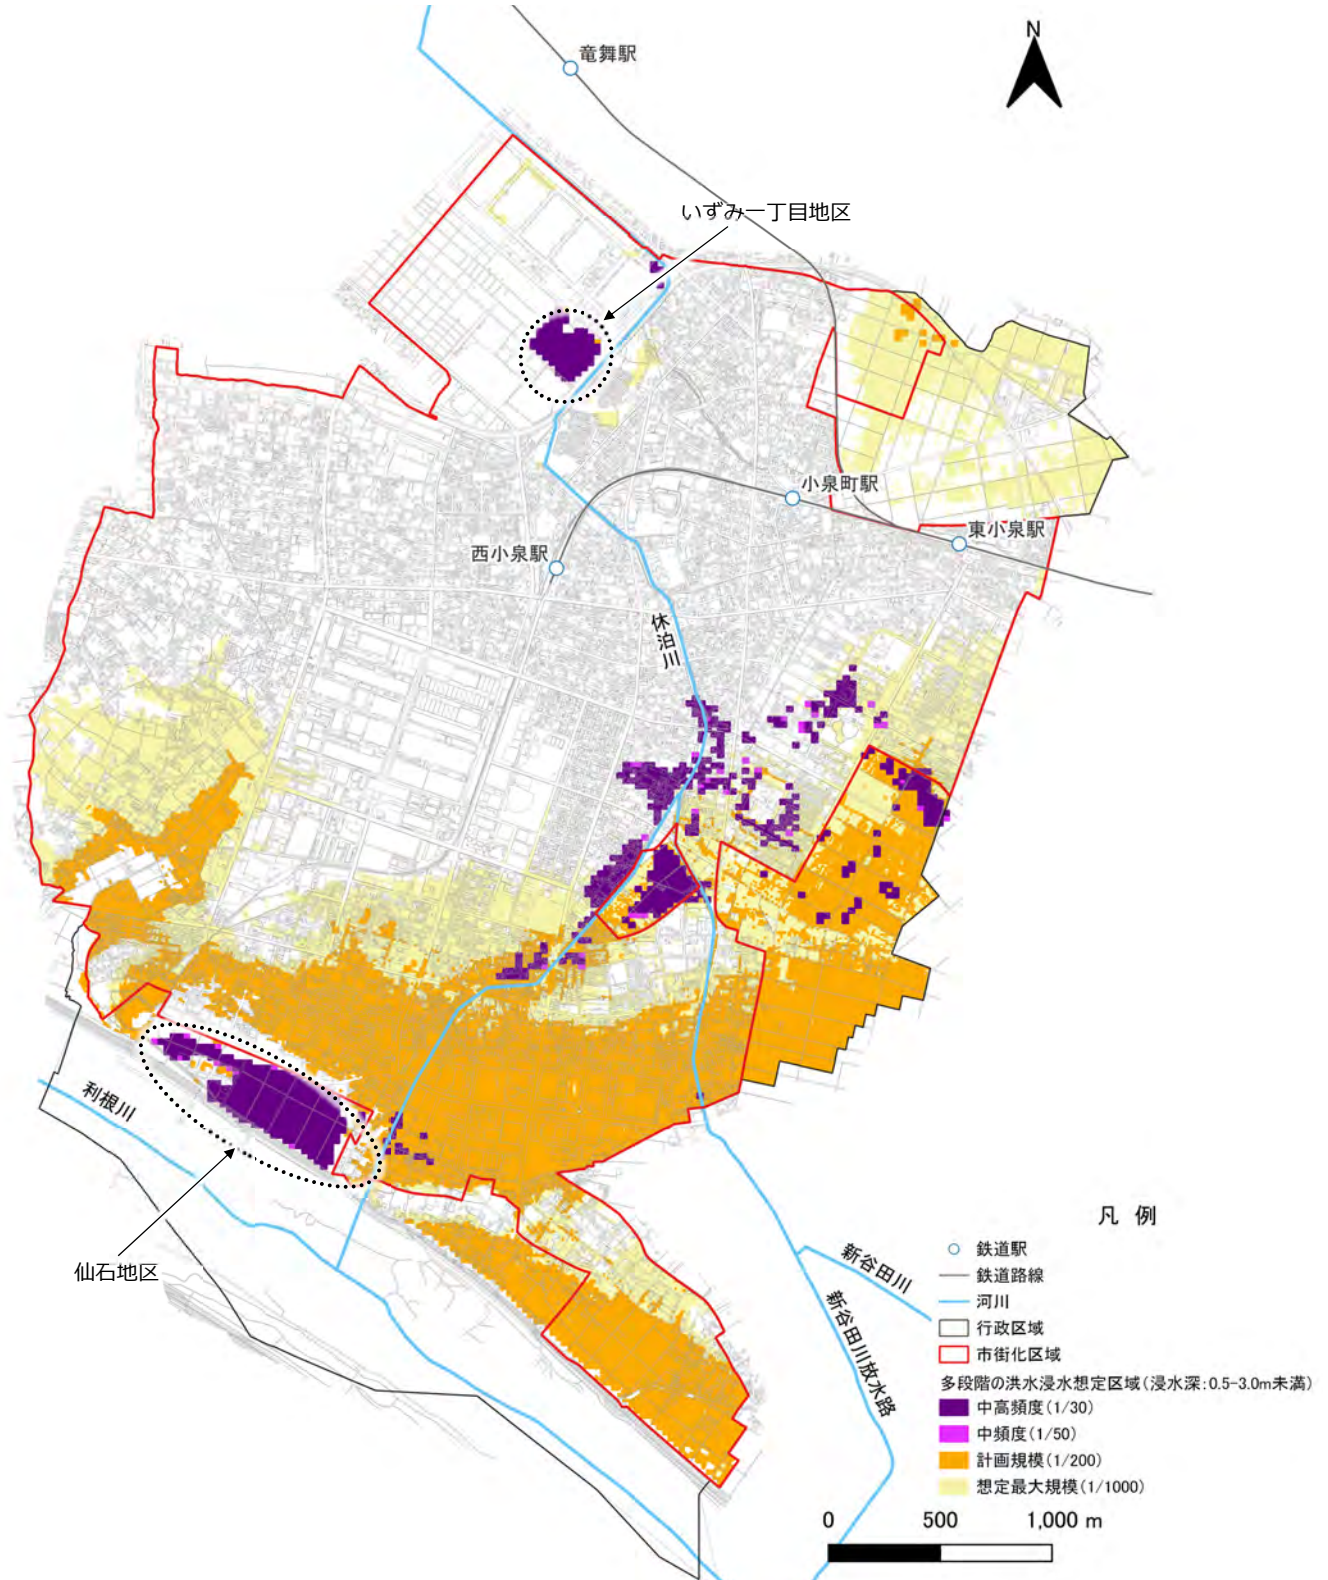 N
竜舞駅
いずみ一丁目地区
小泉町駅
東小泉駅
西小泉駅
休泊川
利根川
仙石地区
新谷田川
新谷田川放水路
凡 例
鉄道駅
鉄道路線
河川
行政区域
市街化区域
多段階の洪水浸水想定区域(浸水深:0.5-3.0m未満)
中高頻度(1/30)
中頻度(1/50)
計画規模(1/200)
想定最大規模(1/1000)
0 500 1,000 m